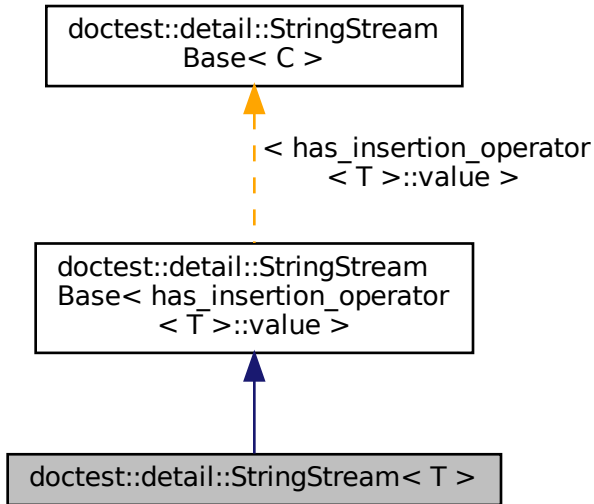 doctest::detail::StringStream
Base< C >
< has_insertion_operator
< T >::value >
doctest::detail::StringStream
Base< has_insertion_operator
< T >::value >
doctest::detail::StringStream< T >